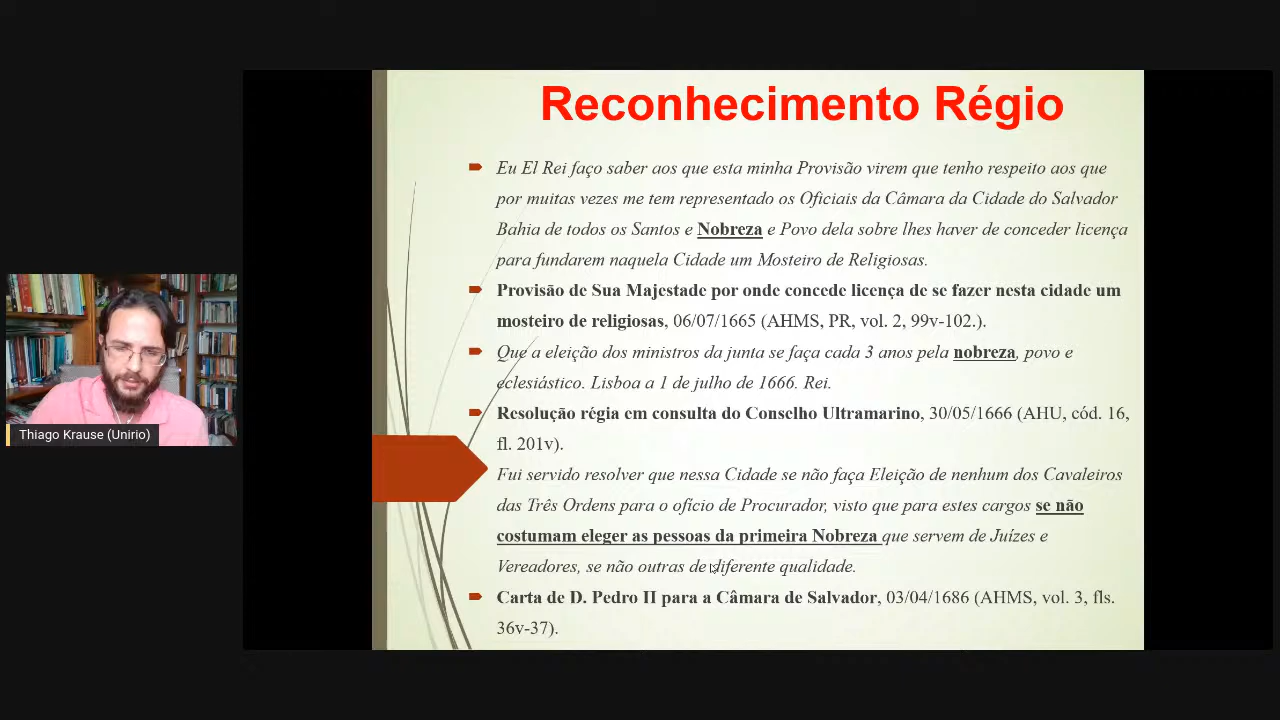 Reconhecimento Régio
Eu El Rei faço saber aos que esta minha Provisão virem que tenho respeito aos que
por muitas vezes me tem representado os Oficiais da Câmara da Cidade do Salvador
Bahia de todos os Santos e Nobreza e Povo dela sobre lhes haver de conceder licença
para fundarem naquela Cidade um Mosteiro de Religiosas.
Provisão de Sua Majestade por onde concede licença de se fazer nesta cidade um
mosteiro de religiosas, 06/07/1665 (AHMS, PR, vol. 2, 99v-102.).
Que a eleição dos ministros da junta se faça cata 3 anos pela nobreza, povo e
eclesiástico. Lisboa a 1 de julho de 1666. Rei.
Resolução régia em consulta do Conselho Ultramarino, 30/05/1666 (AHU, cód. 16,
fl. 201v).
Fui servido resolver que nessa Cidade se não faça Eleição de nenhum dos Cavaleiros
das Três Ordens para o ofício de Procurador, visto que para estes cargos se não
costumam eleger as pessoas da primeira Nobreza que servem de Juízes e
Vereadores, se não outras de diferente qualidade.
Carta de D. Pedro II para a Câmara de Salvador, 03/04/1686 (AHMS, vol. 3, fls.
36v-37).
Thiago Krause (Unirio)